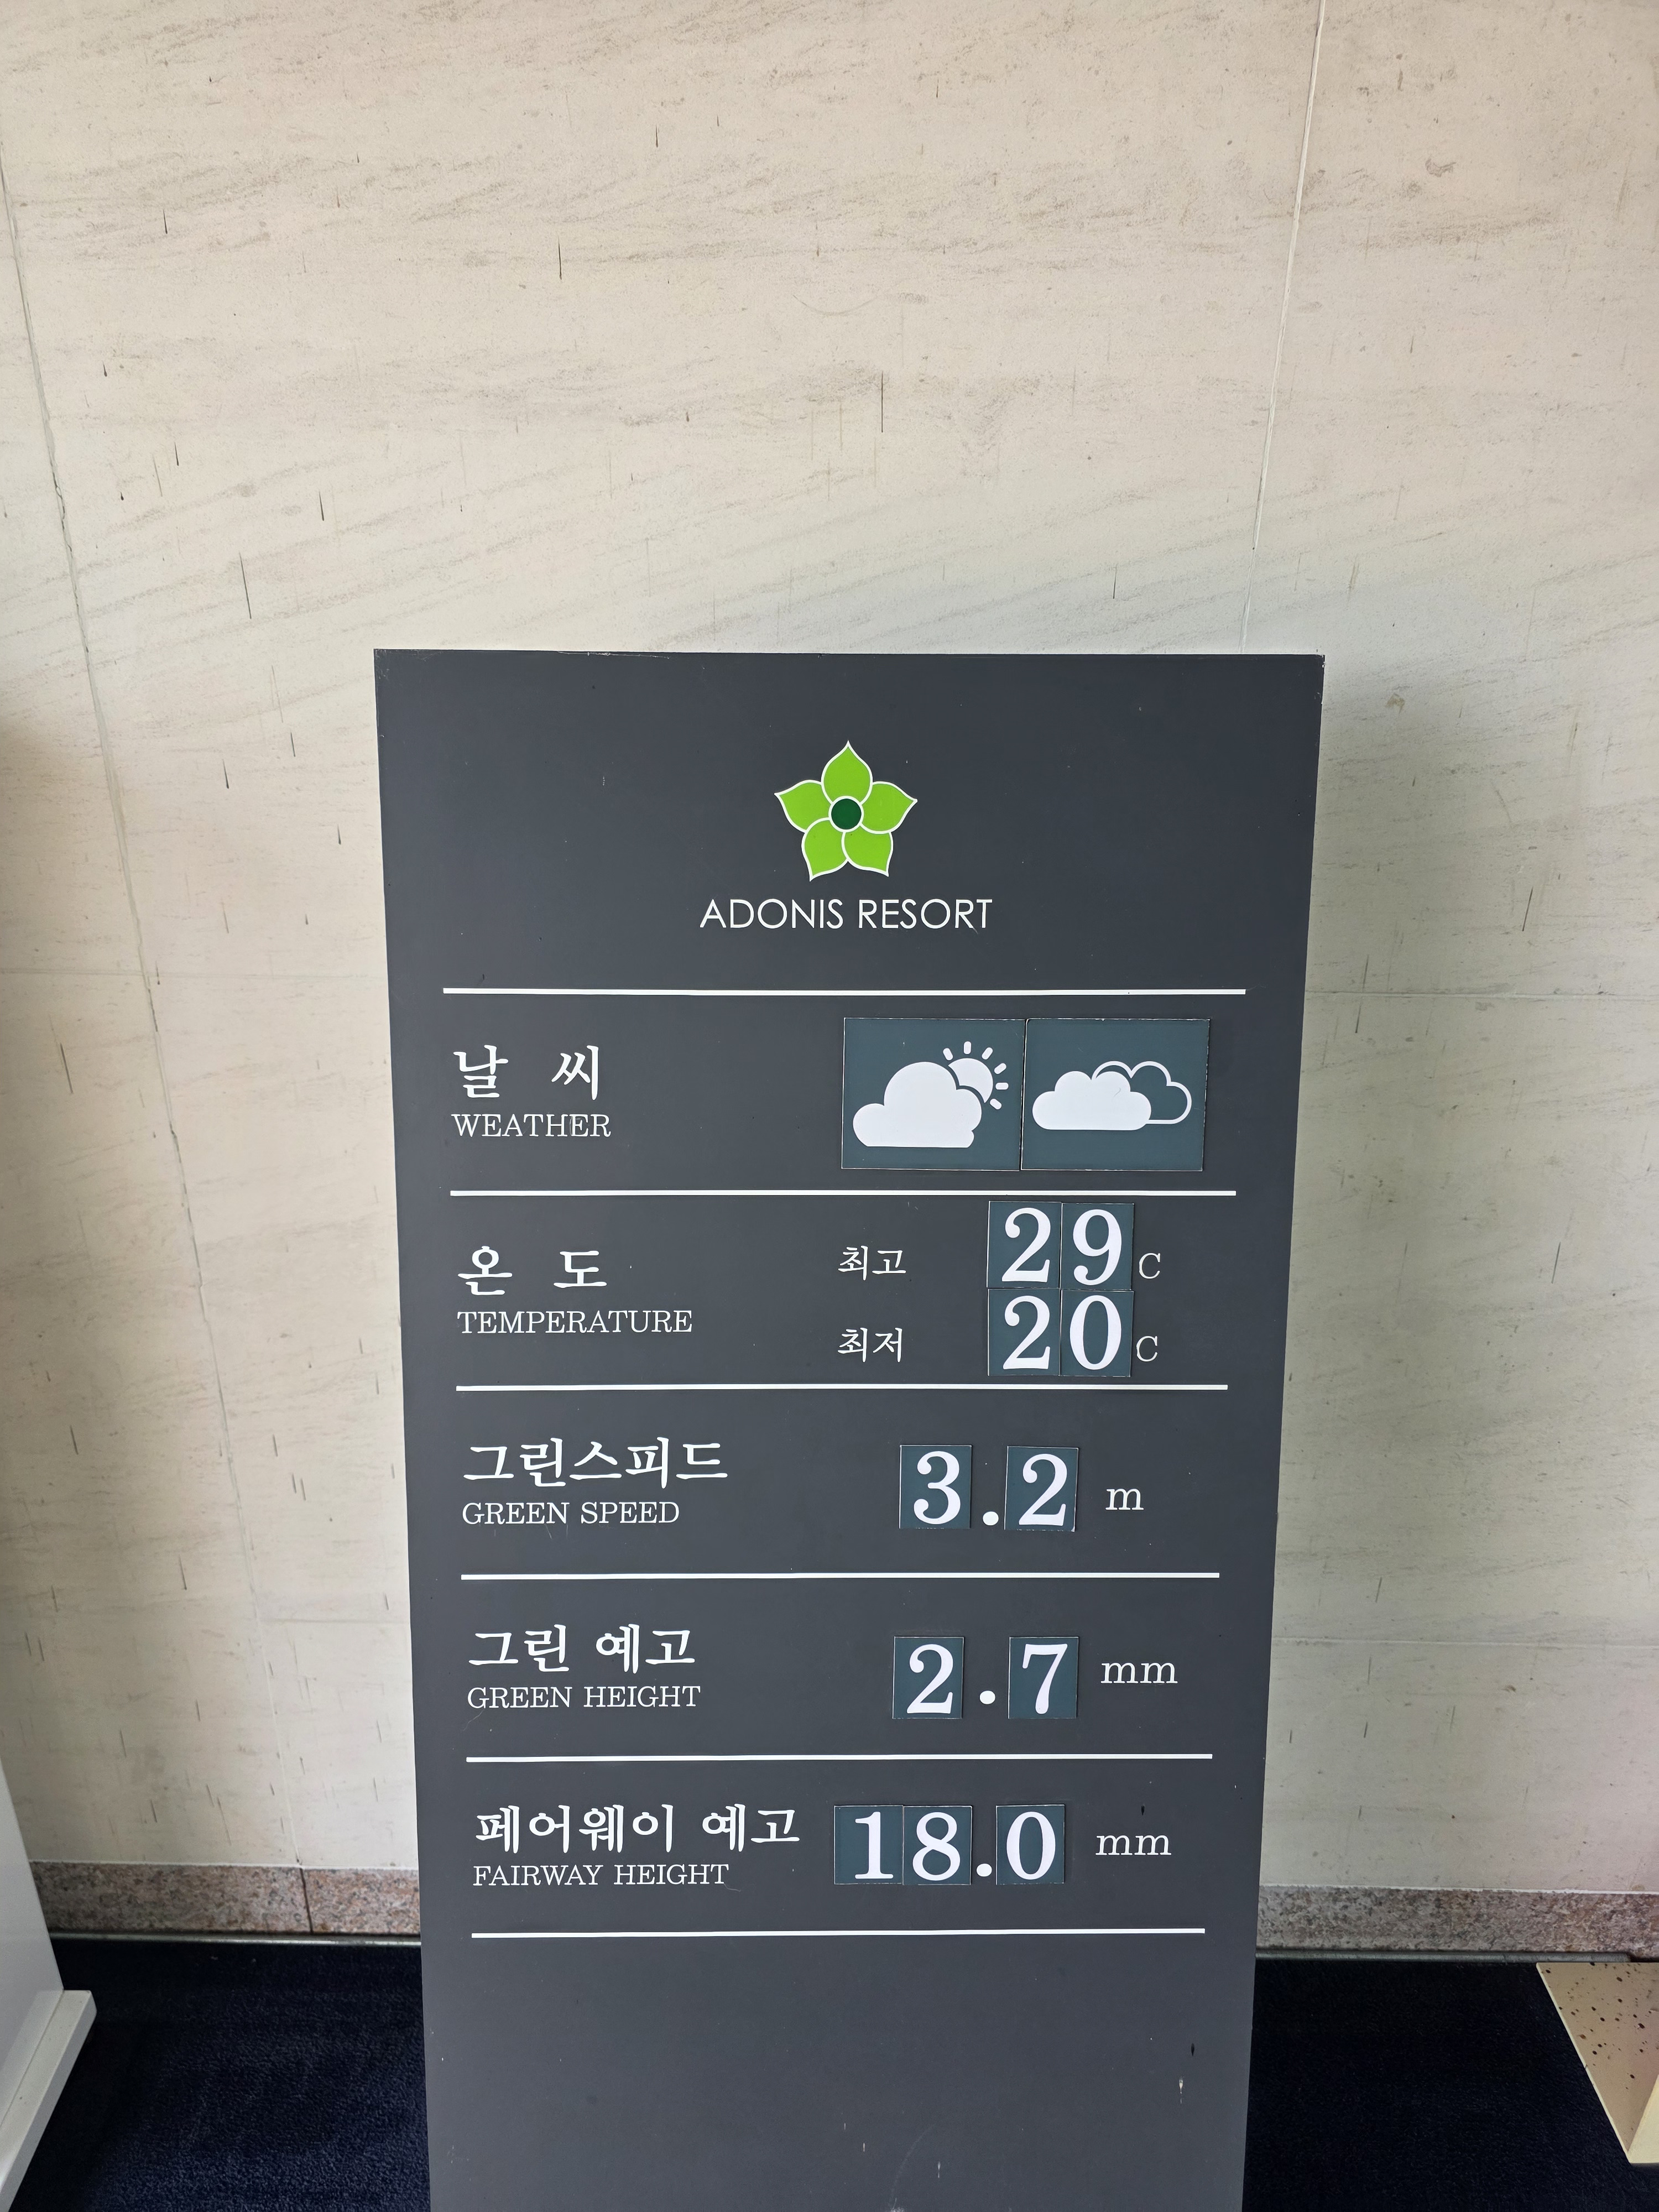 ADONIS RESORT
날 씨
WEATHER
온 도
TEMPERATURE
최고 29 C
최저 20 C
그린스피드
GREEN SPEED
3.2 m
그린 예고
GREEN HEIGHT
2.7 mm
페어웨이 예고
FAIRWAY HEIGHT
18.0 mm